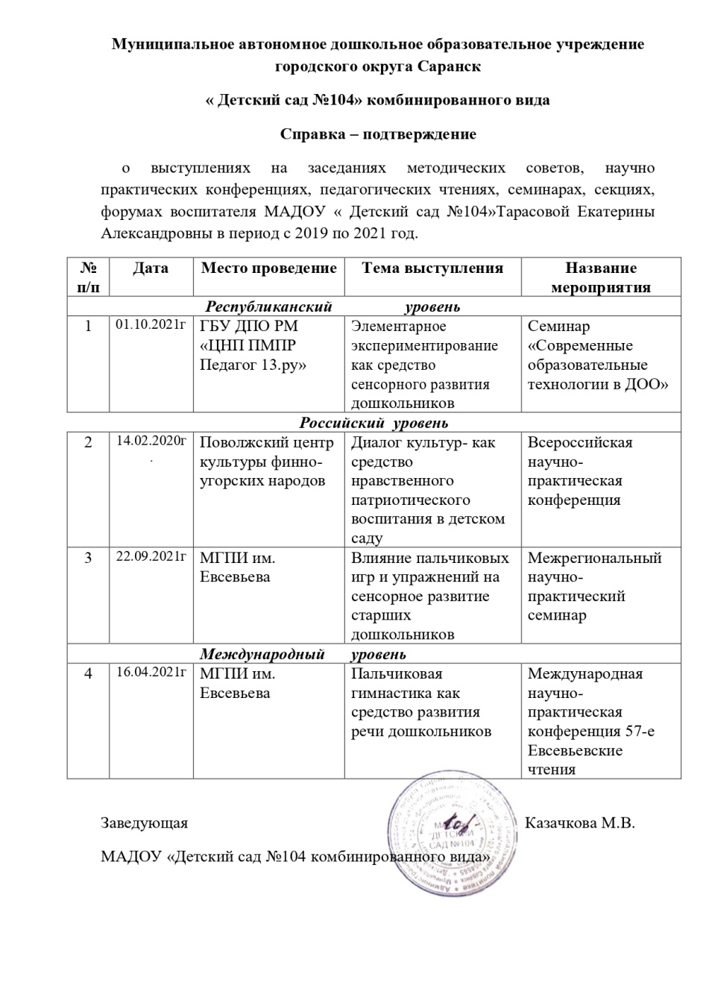 Муниципальное автономное дошкольное образовательное учреждение
городского округа Саранск
« Детский сад №104» комбинированного вида
Справка – подтверждение
о выступлениях на заседаниях методических советов, научно
практических конференциях, педагогических чтениях, семинарах, секциях,
форумах воспитателя МАДОУ « Детский сад №104»Тарасовой Екатерины
Александровны в период с 2019 по 2021 год.
№ п/п Дата Место проведение Тема выступления Название мероприятия
Республиканский уровень
1
01.10.2021г
ГБУ ДПО РМ
«ЦНП ПМПР
Педагог 13.ру»
Элементарное
экспериментирование
как средство
сенсорного развития
дошкольников
Семинар
«Современные
образовательные
технологии в ДОО»
Российский уровень
2
14.02.2020г
.
Поволжский центр
культуры финно-
угорских народов
Диалог культур- как
средство
нравственного
патриотического
воспитания в детском
саду
Всероссийская
научно-
практическая
конференция
3
22.09.2021г
МГПИ им.
Евсевьева
Влияние пальчиковых
игр и упражнений на
сенсорное развитие
старших
дошкольников
Межрегиональный
научно-
практический
семинар
Международный уровень
4
16.04.2021г
МГПИ им.
Евсевьева
Пальчиковая
гимнастика как
средство развития
речи дошкольников
Международная
научно-
практическая
конференция 57-е
Евсевьевские
чтения
Заведующая Казачкова М.В.
ДЕТСКИЙ
САД №104
МАДОУ «Детский сад №104 комбинированного вида»